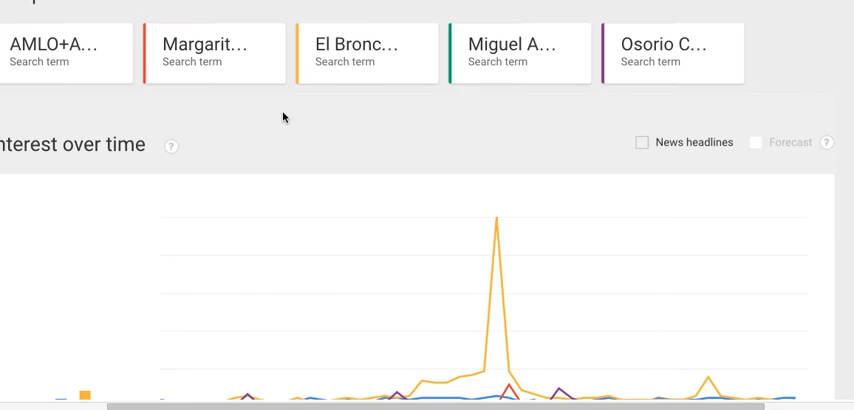 AMLO+A...
Search term
Margarit...
Search term
El Bronc...
Search term
Miguel A...
Search term
Osorio C...
Search term
nterest over time ?
News headlines
Forecast ?